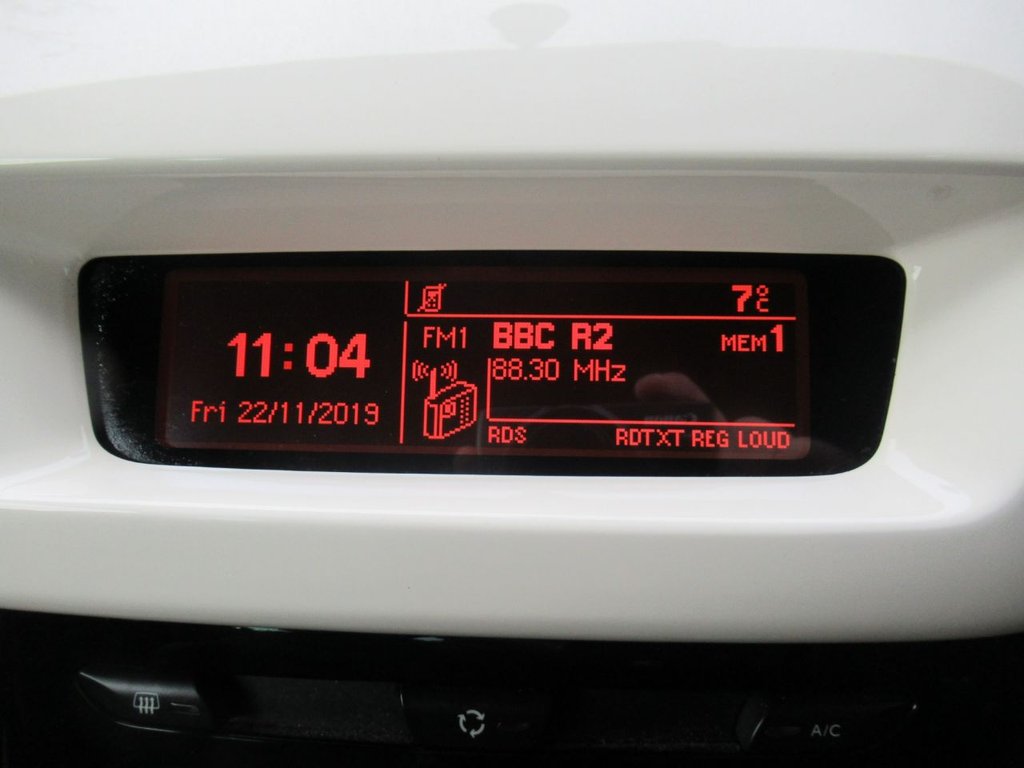 7°C
11:04
Fri 22/11/2019
FM1 BBC R2 MEM1
88.30 MHz
RDS RDTXT REG LOUD
A/C